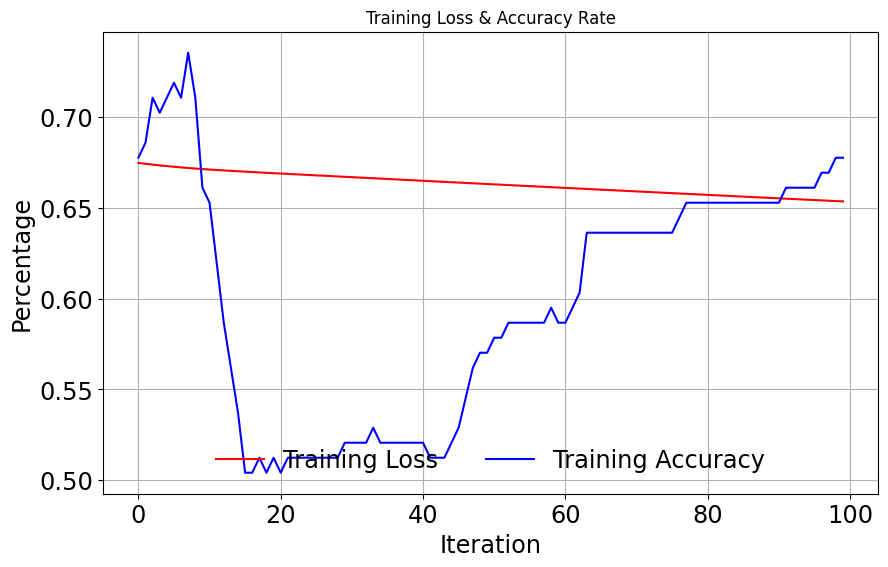 Training Loss & Accuracy Rate
Percentage
0.70
0.65
0.60
0.55
0.50
Training Loss
Training Accuracy
0 20 40 60 80 100
Iteration